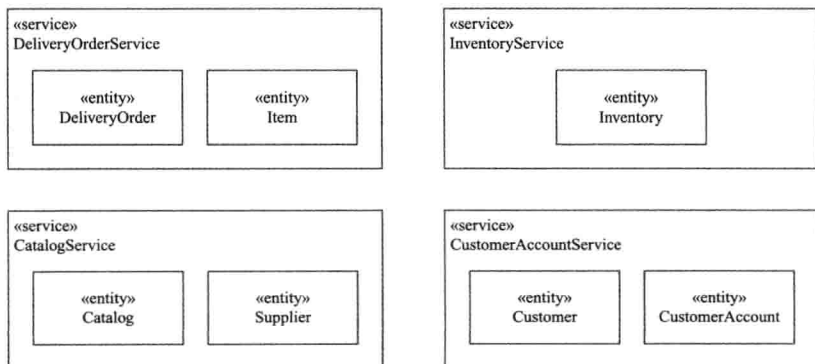 «service»
DeliveryOrderService
«entity»
DeliveryOrder
«entity»
Item
«service»
InventoryService
«entity»
Inventory
«service»
CatalogService
«entity»
Catalog
«entity»
Supplier
«service»
CustomerAccountService
«entity»
Customer
«entity»
CustomerAccount